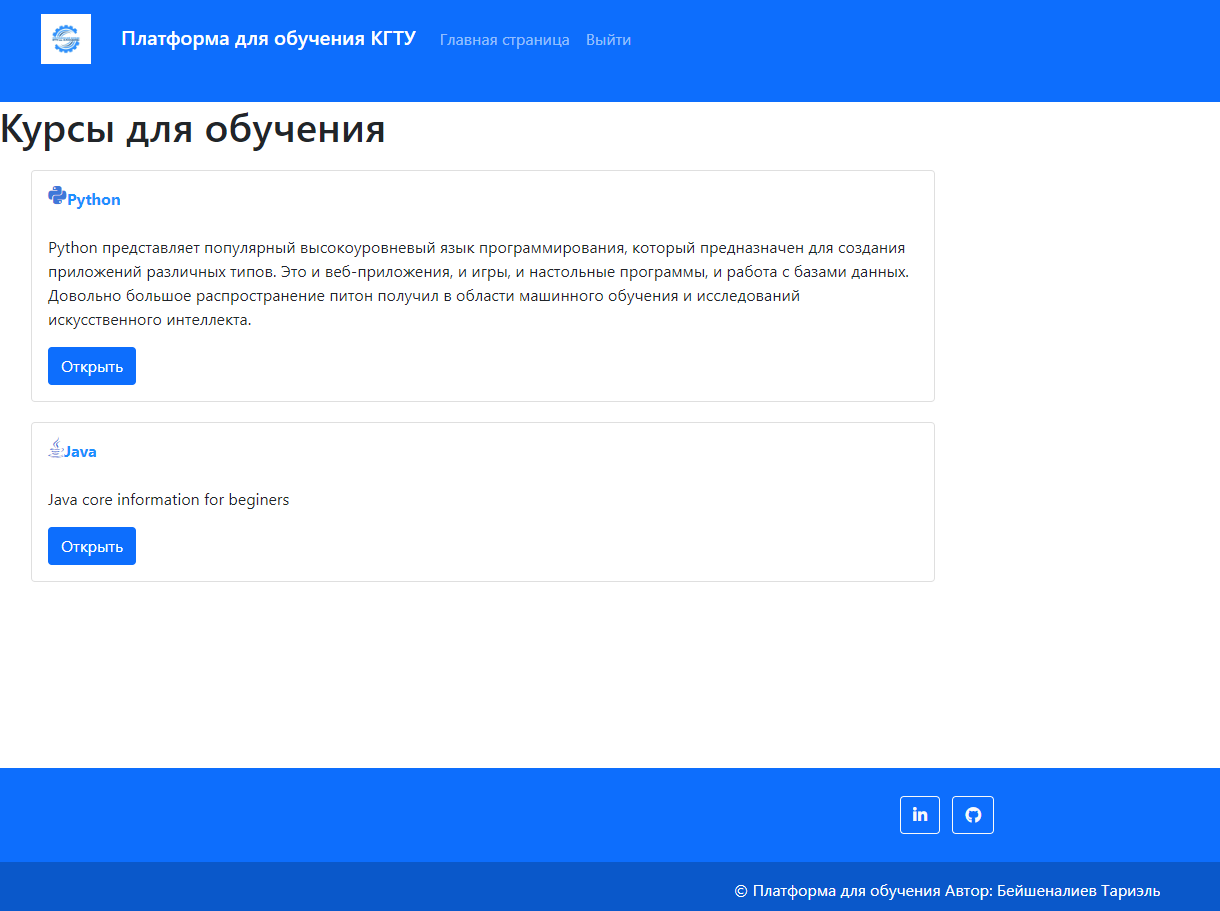 Платформа для обучения КГТУ Главная страница Выйти
Курсы для обучения
Python
Python представляет популярный высокоуровневый язык программирования, который предназначен для создания
приложений различных типов. Это и веб-приложения, и игры, и настольные программы, и работа с базами данных.
Довольно большое распространение питон получил в области машинного обучения и исследований
искусственного интеллекта.
Открыть
Java
Java core information for beginers
Открыть
in
© Платформа для обучения Автор: Бейшеналиев Тариэль